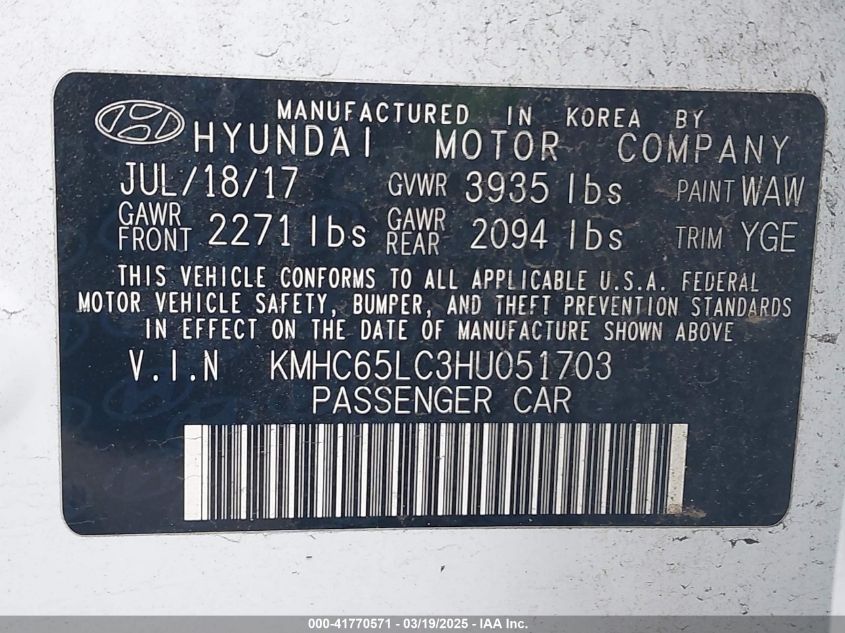 MANUFACTURED IN KOREA BY
HYUNDAI MOTOR COMPANY
JUL/18/17 GVWR 3935 lbs PAINT WAW
GAWR FRONT 2271 lbs GAWR REAR 2094 lbs TRIM YGE
THIS VEHICLE CONFORMS TO ALL APPLICABLE U.S.A. FEDERAL
MOTOR VEHICLE SAFETY, BUMPER, AND THEFT PREVENTION STANDARDS
IN EFFECT ON THE DATE OF MANUFACTURE SHOWN ABOVE
V.I.N KMHC65LC3HU051703
PASSENGER CAR
000-41770571 - 03/19/2025 - IAA Inc.